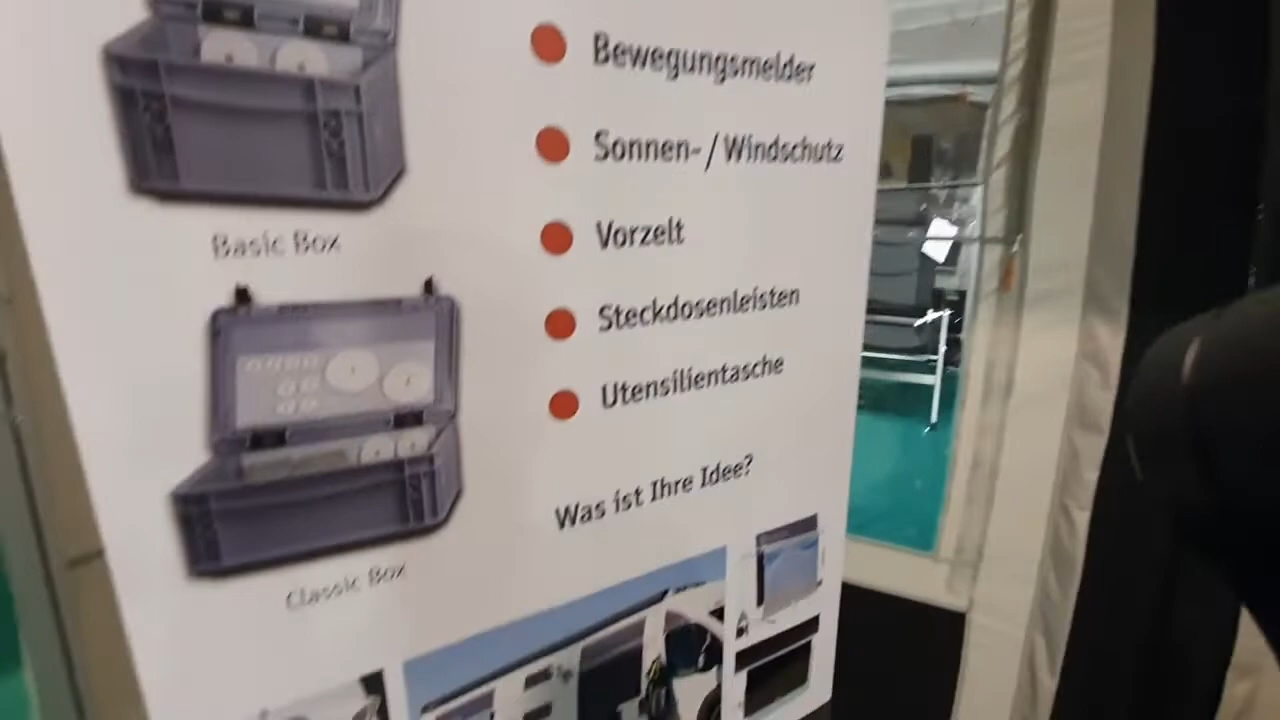 Bewegungsmelder
Sonnen- / Windschutz
Basic Box
Vorzelt
Steckdosenleisten
Utensilientasche
Was ist Ihre Idee?
Classic Box